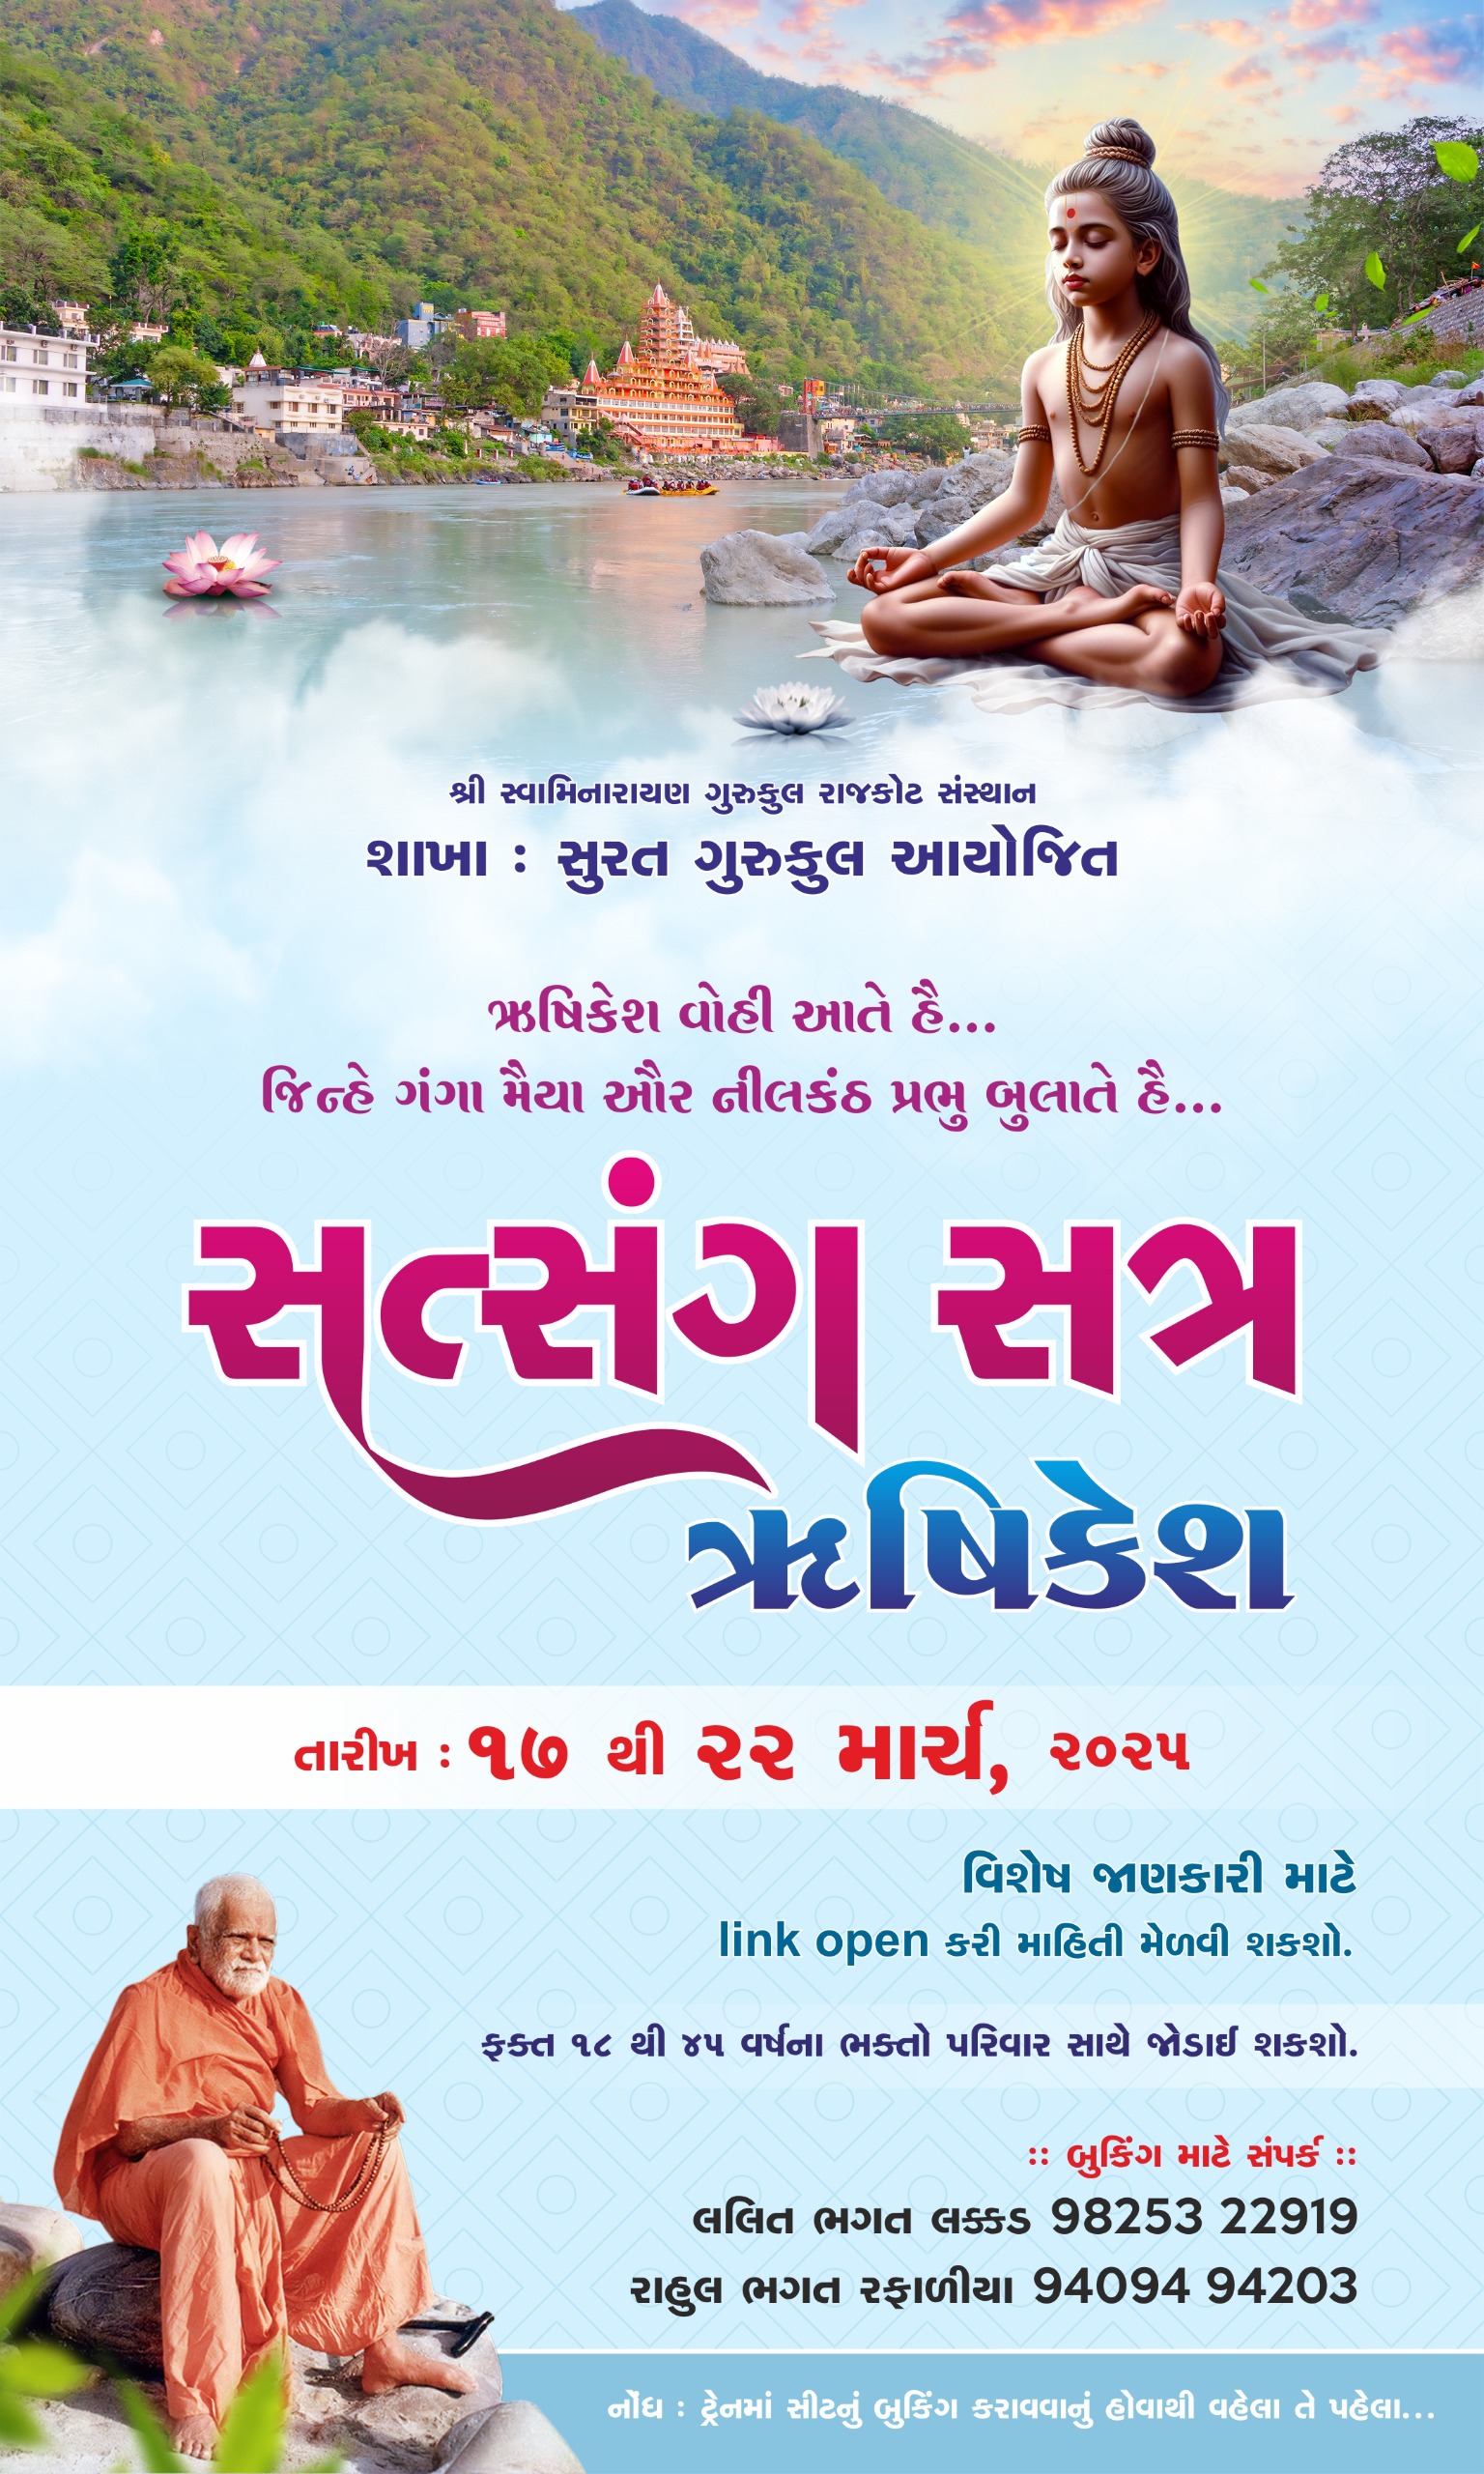 શ્રી સ્વામિનારાયણ ગુરુકુલ રાજકોટ સંસ્થાન
શાખા : સુરત ગુરુકુલ આયોજિત
ઋષિકેશ વોહી આતે હૈ...
જિન્હે ગંગા મૈયા ઔર નીલકંઠ પ્રભુ બુલાતે હૈ...
સત્સંગ સત્ર
ઋષિકેશ
તારીખ : ૧૭ થી ૨૨ માર્ચ, ૨૦૨૫
વિશેષ જાણકારી માટે
link open કરી માહિતી મેળવી શકશો.
ફક્ત ૧૮ થી ૪૫ વર્ષના ભક્તો પરિવાર સાથે જોડાઈ શકશો.
:: બુકિંગ માટે સંપર્ક ::
લલિત ભગત લક્કડ 98253 22919
રાહુલ ભગત રફાળીયા 94094 94203
નોંધ : ટ્રેનમાં સીટનું બુકિંગ કરાવવાનું હોવાથી વહેલા તે પહેલા...